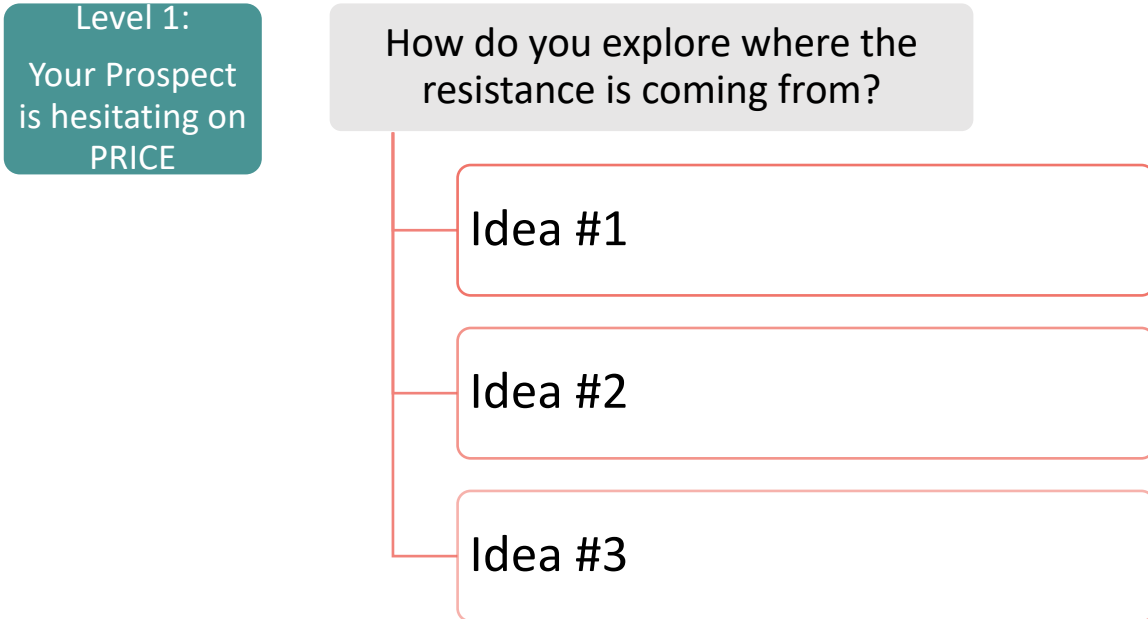 Level 1:
Your Prospect
is hesitating on
PRICE
How do you explore where the
resistance is coming from?
Idea #1
Idea #2
Idea #3